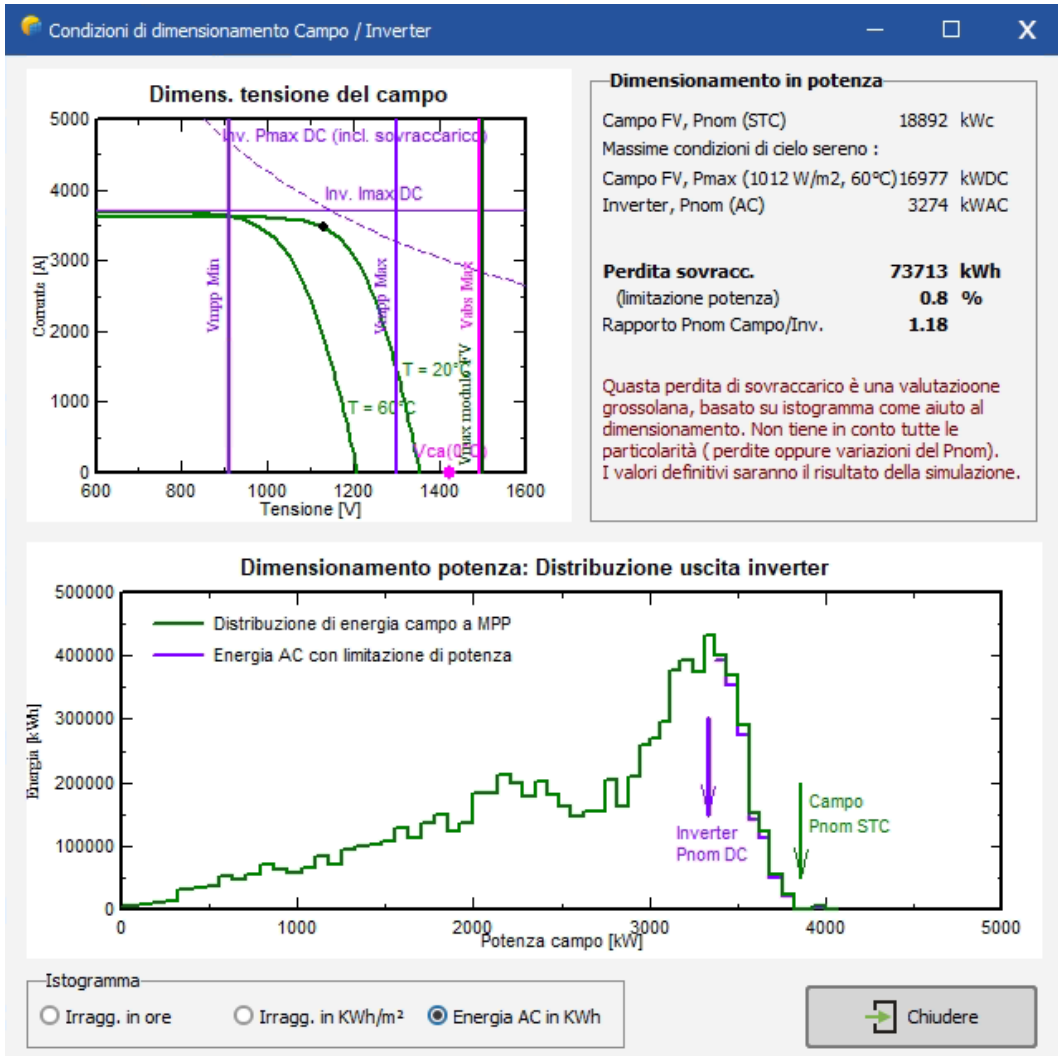 Condizioni di dimensionamento Campo / Inverter
Dimens. tensione del campo
5000
4000
3000
2000
1000
0
Corrente [A]
Inv. Pmax DC (incl. sovraccarico)
Inv. Imax DC
Vmpp Min
Vmpp Max
Vabs Max
Vmax modulo FV
T = 20°C
T = 60°C
Vca(0°C)
600
800
1000
1200
1400
1600
Tensione [V]
Dimensionamento in potenza
Campo FV, Pnom (STC) 18892 kWc
Massime condizioni di cielo sereno :
Campo FV, Pmax (1012 W/m2, 60°C)16977 kWDC
Inverter, Pnom (AC) 3274 kWAC
Perdita sovracc. 73713 kWh
(limitazione potenza) 0.8 %
Rapporto Pnom Campo/Inv. 1.18
Quasta perdita di sovraccarico è una valutazioone
grossolana, basato su istogramma come aiuto al
dimensionamento. Non tiene in conto tutte le
particolarità ( perdite oppure variazioni del Pnom).
I valori definitivi saranno il risultato della simulazione.
Dimensionamento potenza: Distribuzione uscita inverter
500000
400000
300000
200000
100000
0
Energia [kWh]
Distribuzione di energia campo a MPP
Energia AC con limitazione di potenza
Inverter
Pnom DC
Campo
Pnom STC
0
1000
2000
3000
4000
5000
Potenza campo [kW]
Istogramma
Irragg. in ore
Irragg. in KWh/m²
Energia AC in KWh
Chiudere